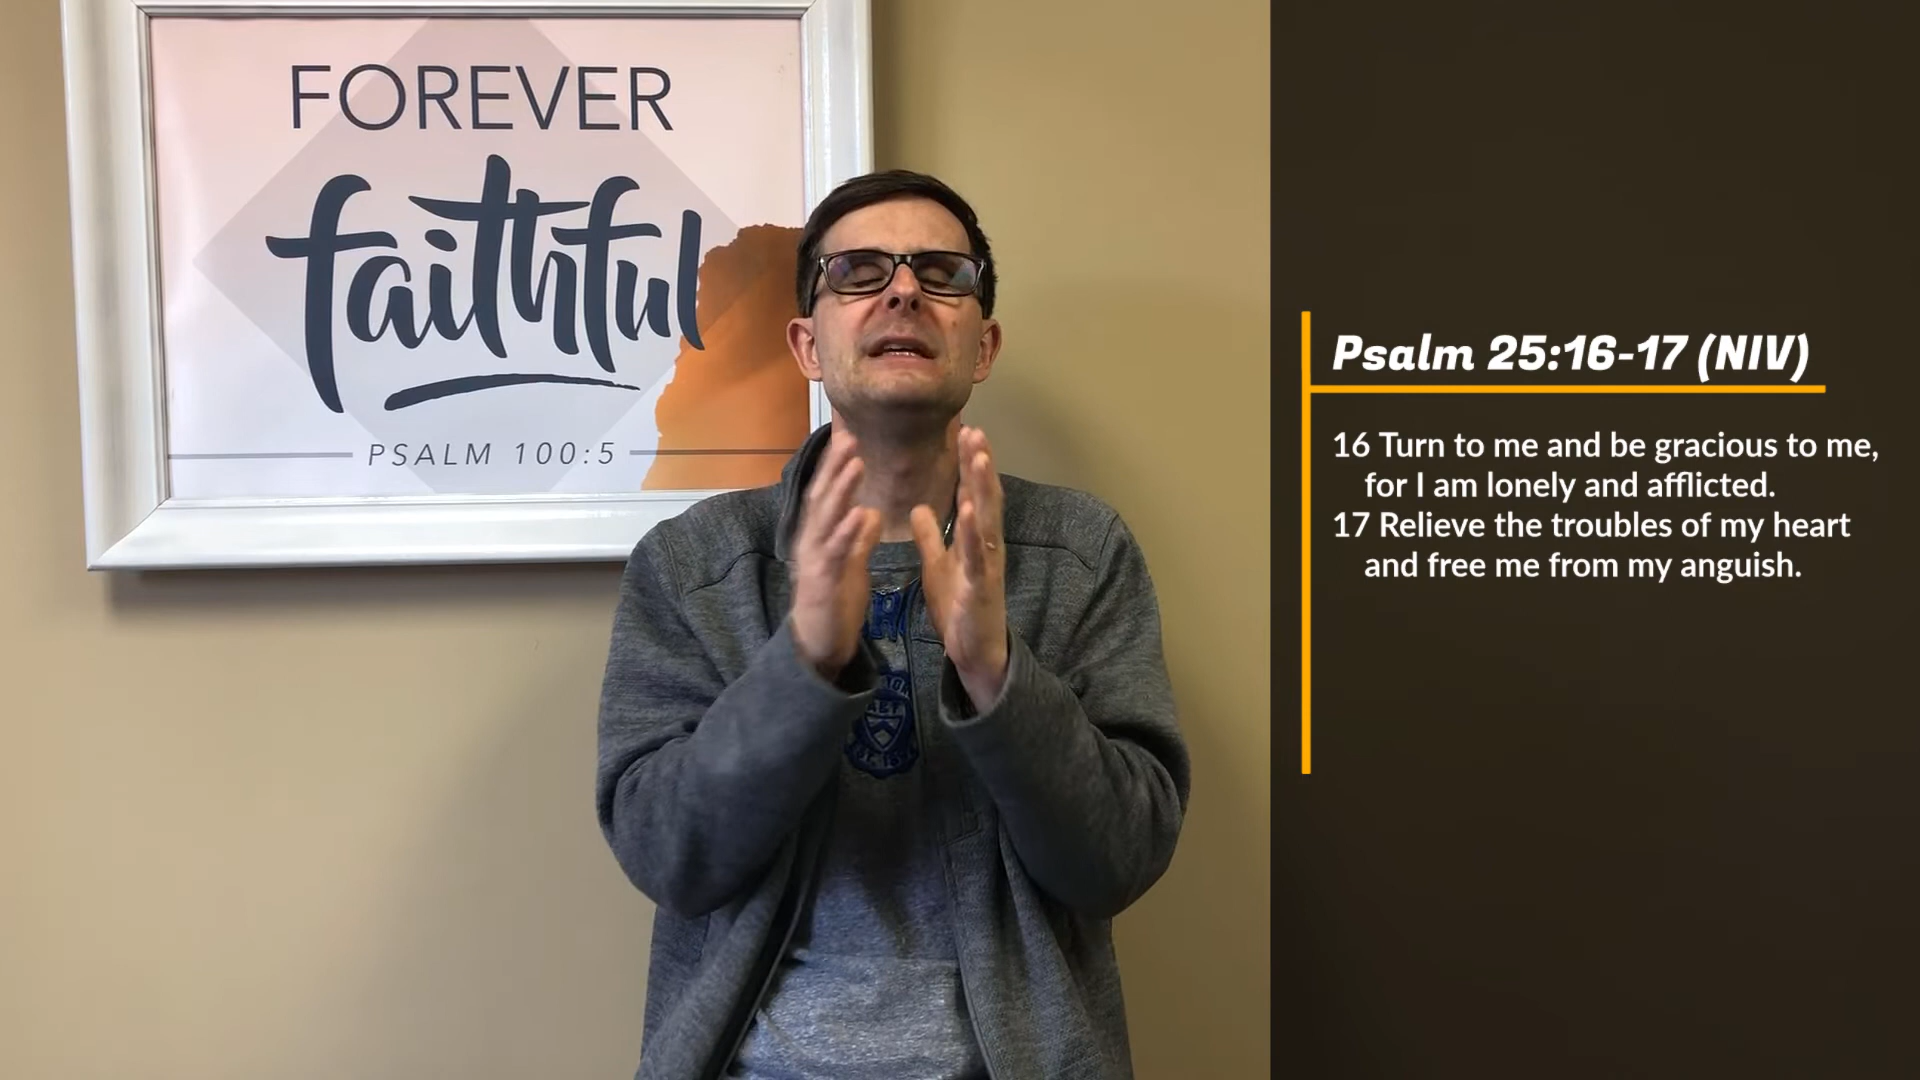 FOREVER
faithful
PSALM 100:5
Psalm 25:16-17 (NIV)
16 Turn to me and be gracious to me,
for I am lonely and afflicted.
17 Relieve the troubles of my heart
and free me from my anguish.